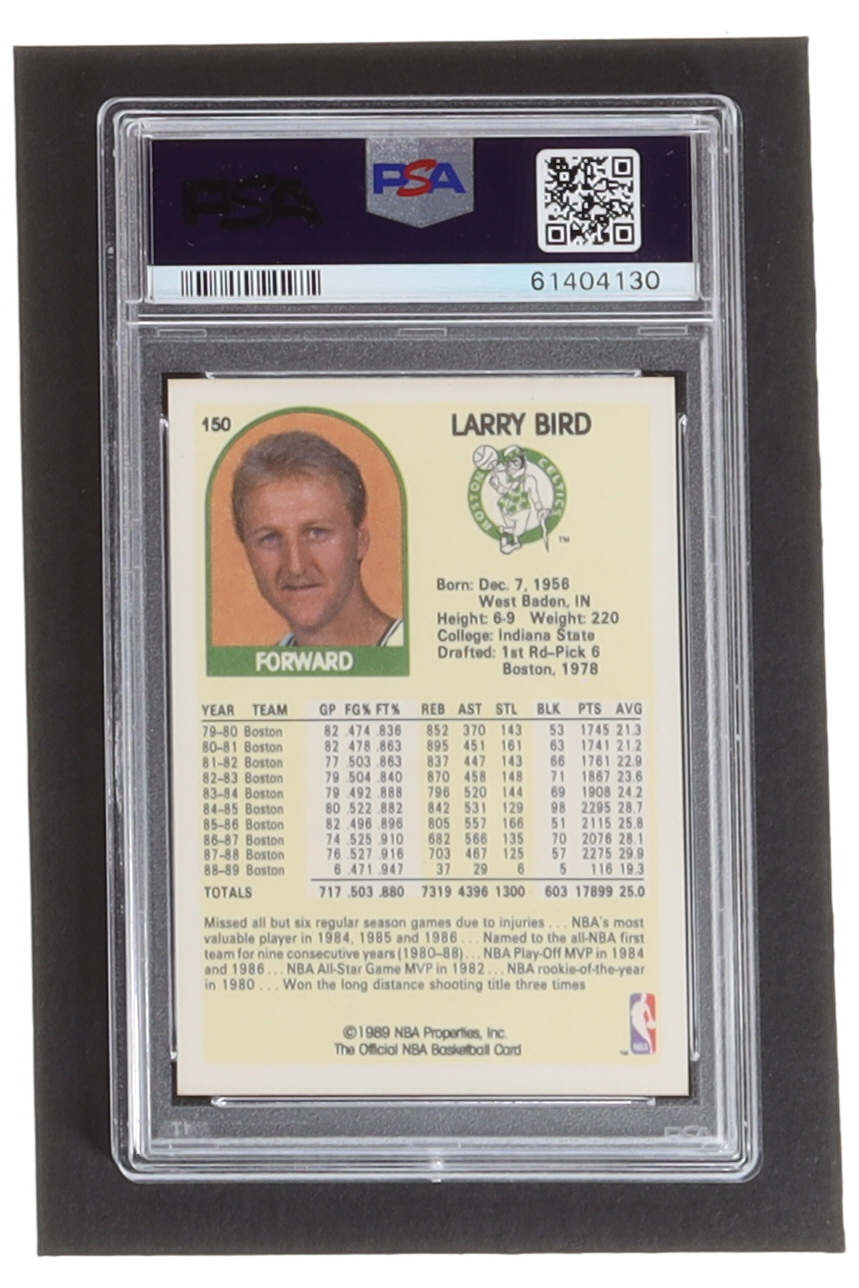 PSA
PSA
61404130
150
LARRY BIRD
BOSTON CELTICS
TM
Born: Dec. 7, 1956
West Baden, IN
Height: 6-9 Weight: 220
College: Indiana State
Drafted: 1st Rd-Pick 6
Boston, 1978
FORWARD
YEAR TEAM GP FG% FT% REB AST STL BLK PTS AVG
79-80 Boston 82 .474 .836 852 370 143 53 1745 21.3
80-81 Boston 82 .478 .863 895 451 161 63 1741 21.2
81-82 Boston 77 .503 .863 837 447 143 66 1761 22.9
82-83 Boston 79 .504 .840 870 458 148 71 1867 23.6
83-84 Boston 79 .492 .888 796 520 144 69 1908 24.2
84-85 Boston 80 .522 .882 842 531 129 98 2295 28.7
85-86 Boston 82 .496 .896 805 557 166 51 2115 25.8
86-87 Boston 74 .525 .910 682 566 135 70 2076 28.1
87-88 Boston 76 .527 .916 703 467 125 57 2275 29.9
88-89 Boston 6 .471 .947 37 29 6 5 116 19.3
TOTALS 717 .503 .880 7319 4396 1300 603 17899 25.0
Missed all but six regular season games due to injuries ... NBA's most
valuable player in 1984, 1985 and 1986 ... Named to the all-NBA first
team for nine consecutive years (1980-88) ... NBA Play-Off MVP in 1984
and 1986 ... NBA All-Star Game MVP in 1982 ... NBA rookie-of-the-year
in 1980 ... Won the long distance shooting title three times
©1989 NBA Properties, Inc.
The Official NBA Basketball Card
TM
NBA
PSA